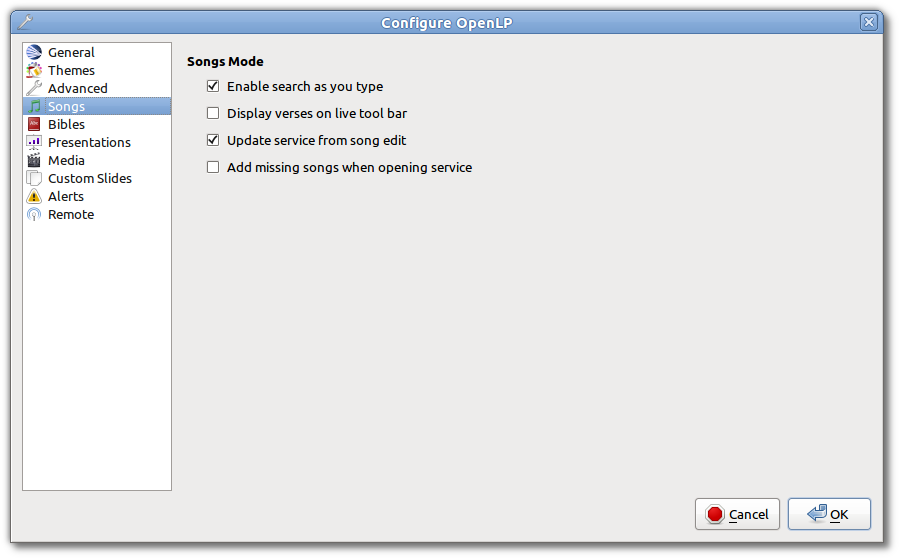 Configure OpenLP
General
Themes
Advanced
Songs
Bibles
Presentations
Media
Custom Slides
Alerts
Remote
Songs Mode
Enable search as you type
Display verses on live tool bar
Update service from song edit
Add missing songs when opening service
Cancel
OK